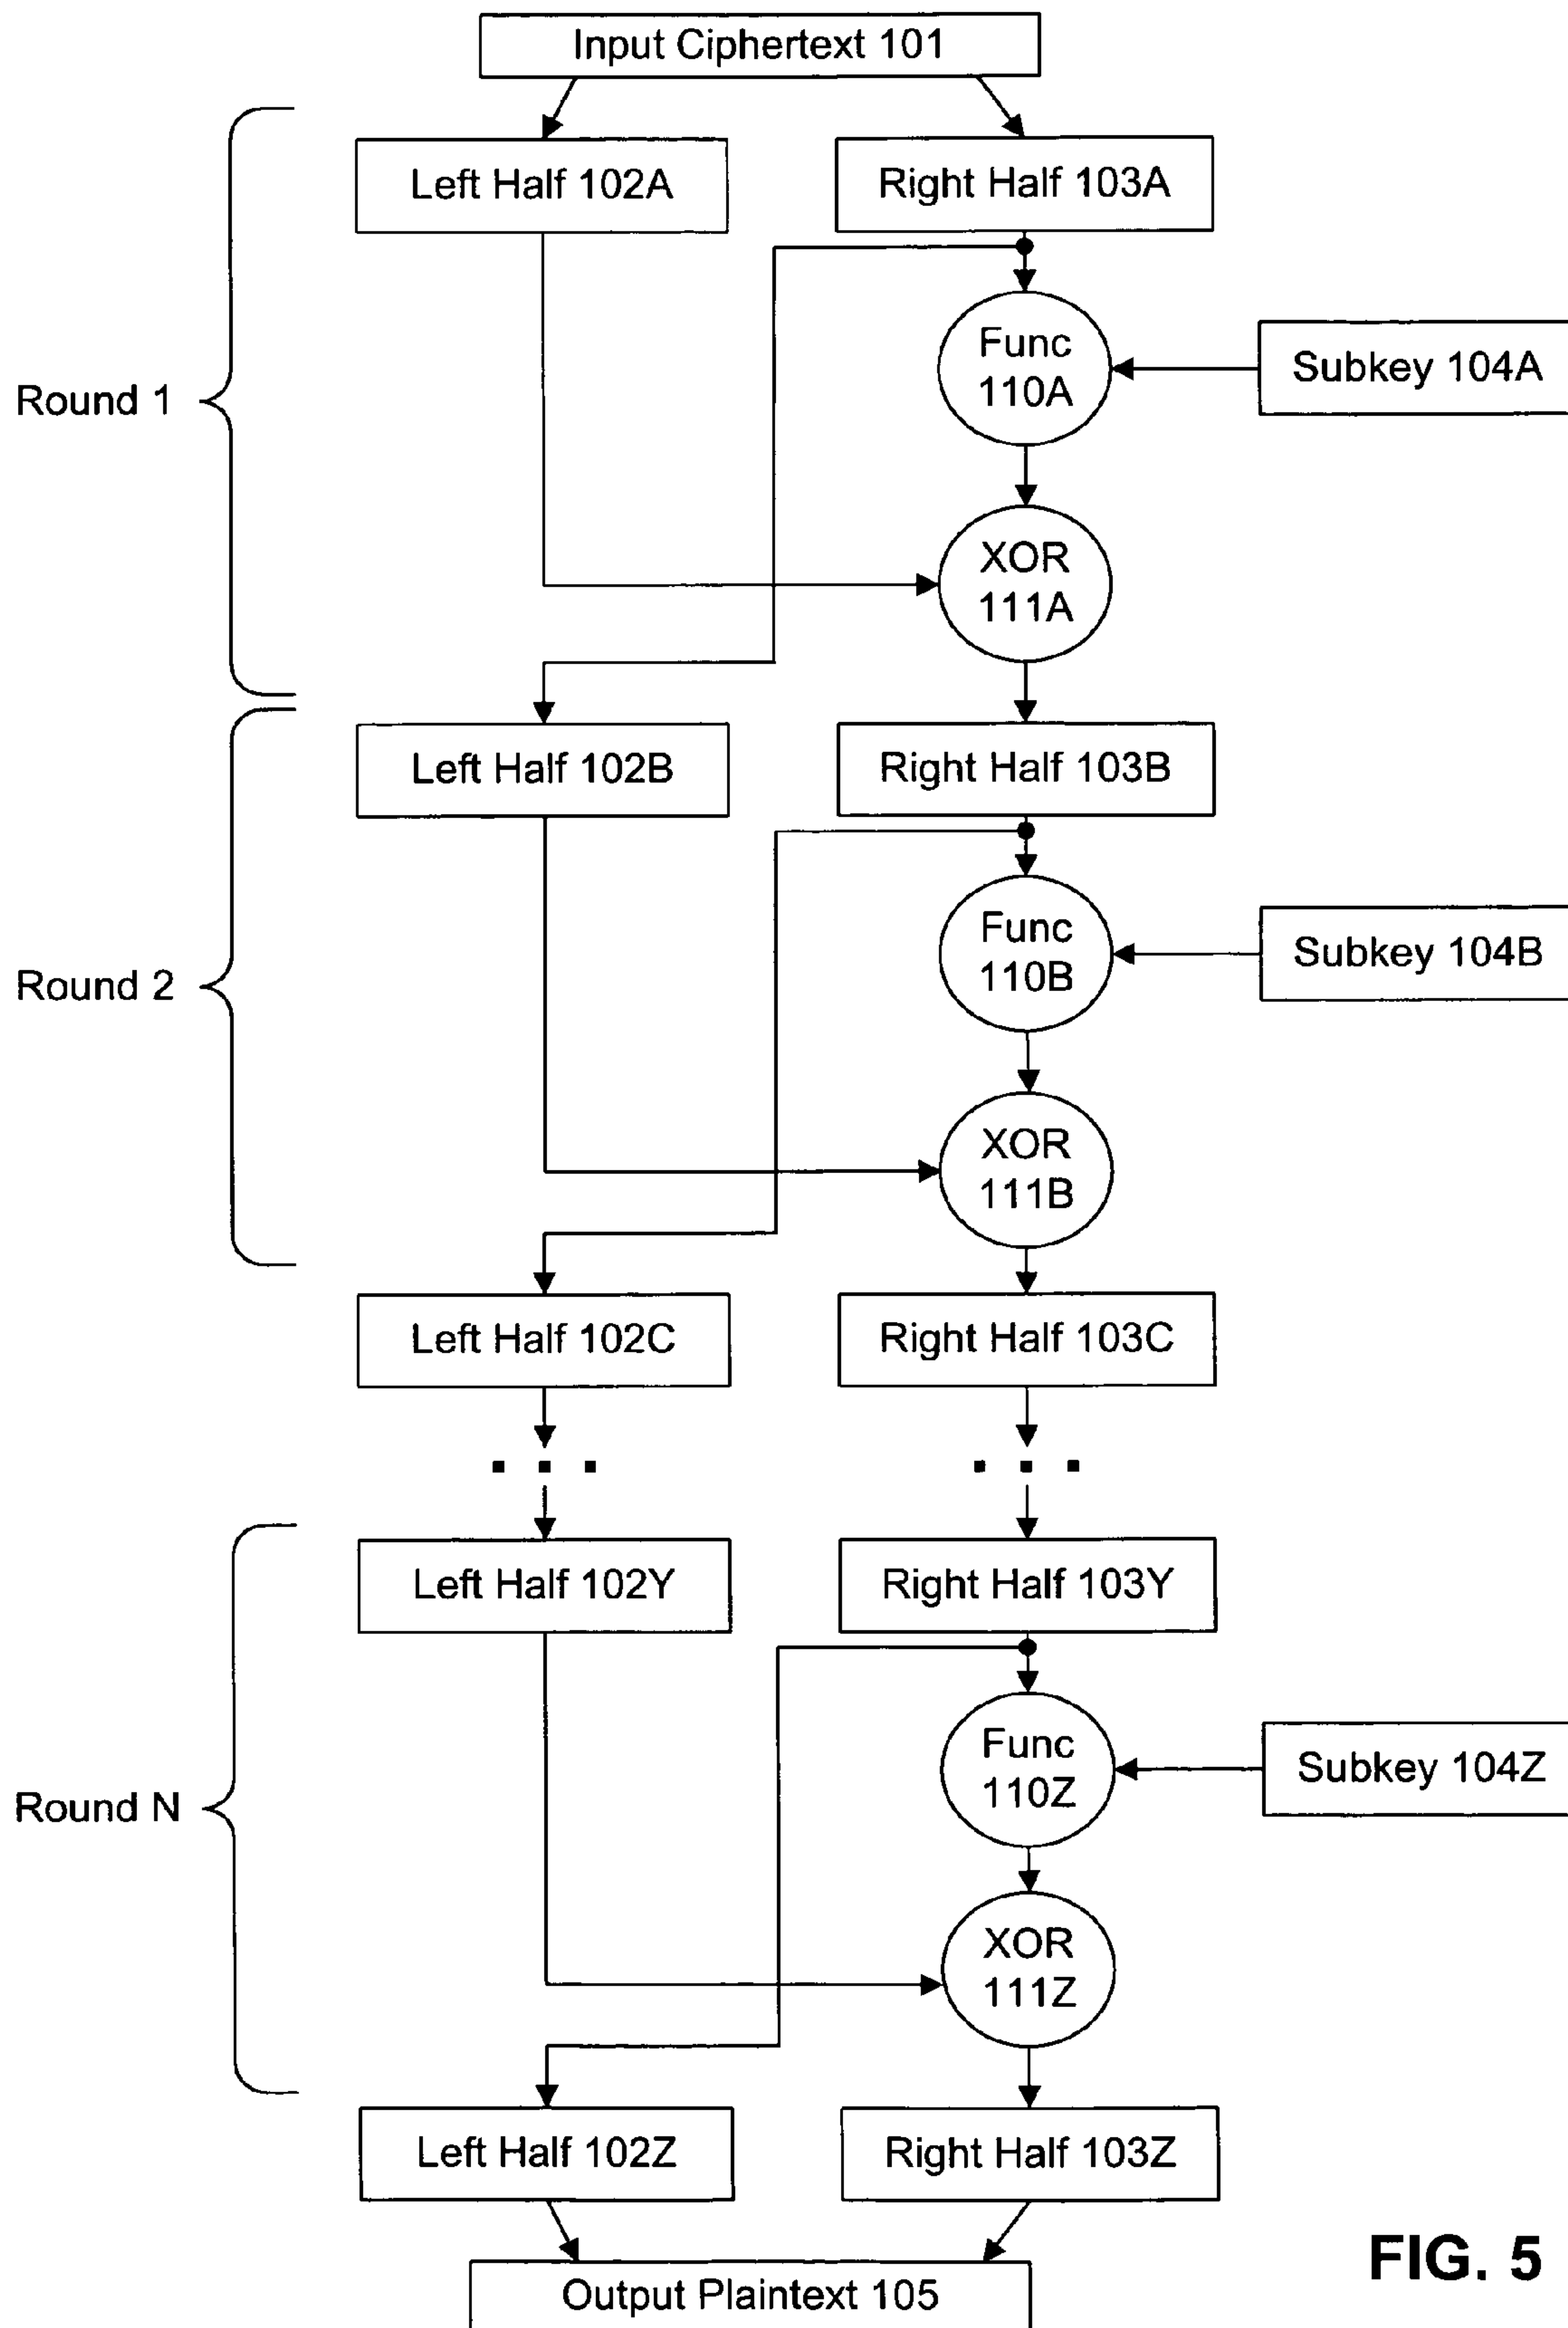 Input Ciphertext 101
Left Half 102A
Right Half 103A
Func
110A
Subkey 104A
Round 1
XOR
111A
Left Half 102B
Right Half 103B
Func
110B
Subkey 104B
Round 2
XOR
111B
Left Half 102C
Right Half 103C
. . .
. . .
Left Half 102Y
Right Half 103Y
Func
110Z
Subkey 104Z
Round N
XOR
111Z
Left Half 102Z
Right Half 103Z
Output Plaintext 105
FIG. 5